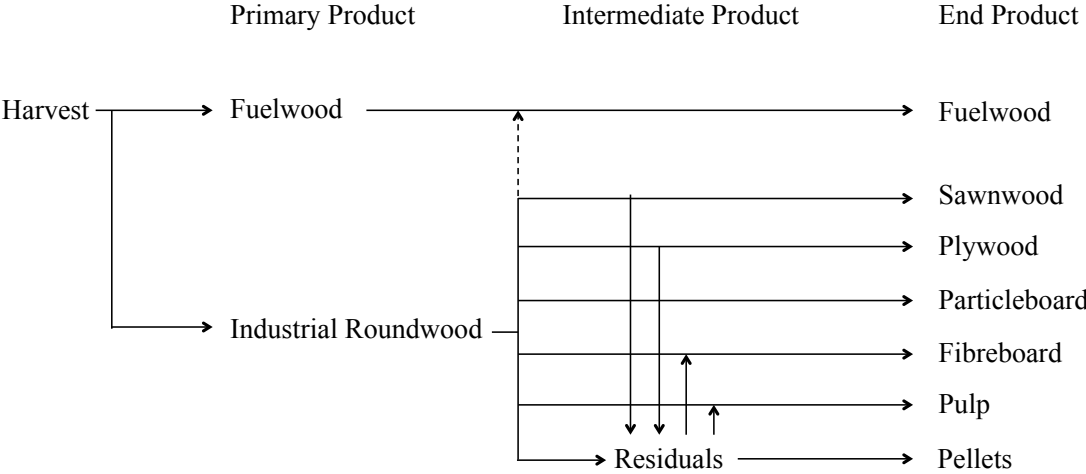 Primary Product Intermediate Product End Product
Harvest Fuelwood Fuelwood
Sawnwood
Plywood
Particleboard
Industrial Roundwood
Fibreboard
Pulp
Residuals Pellets